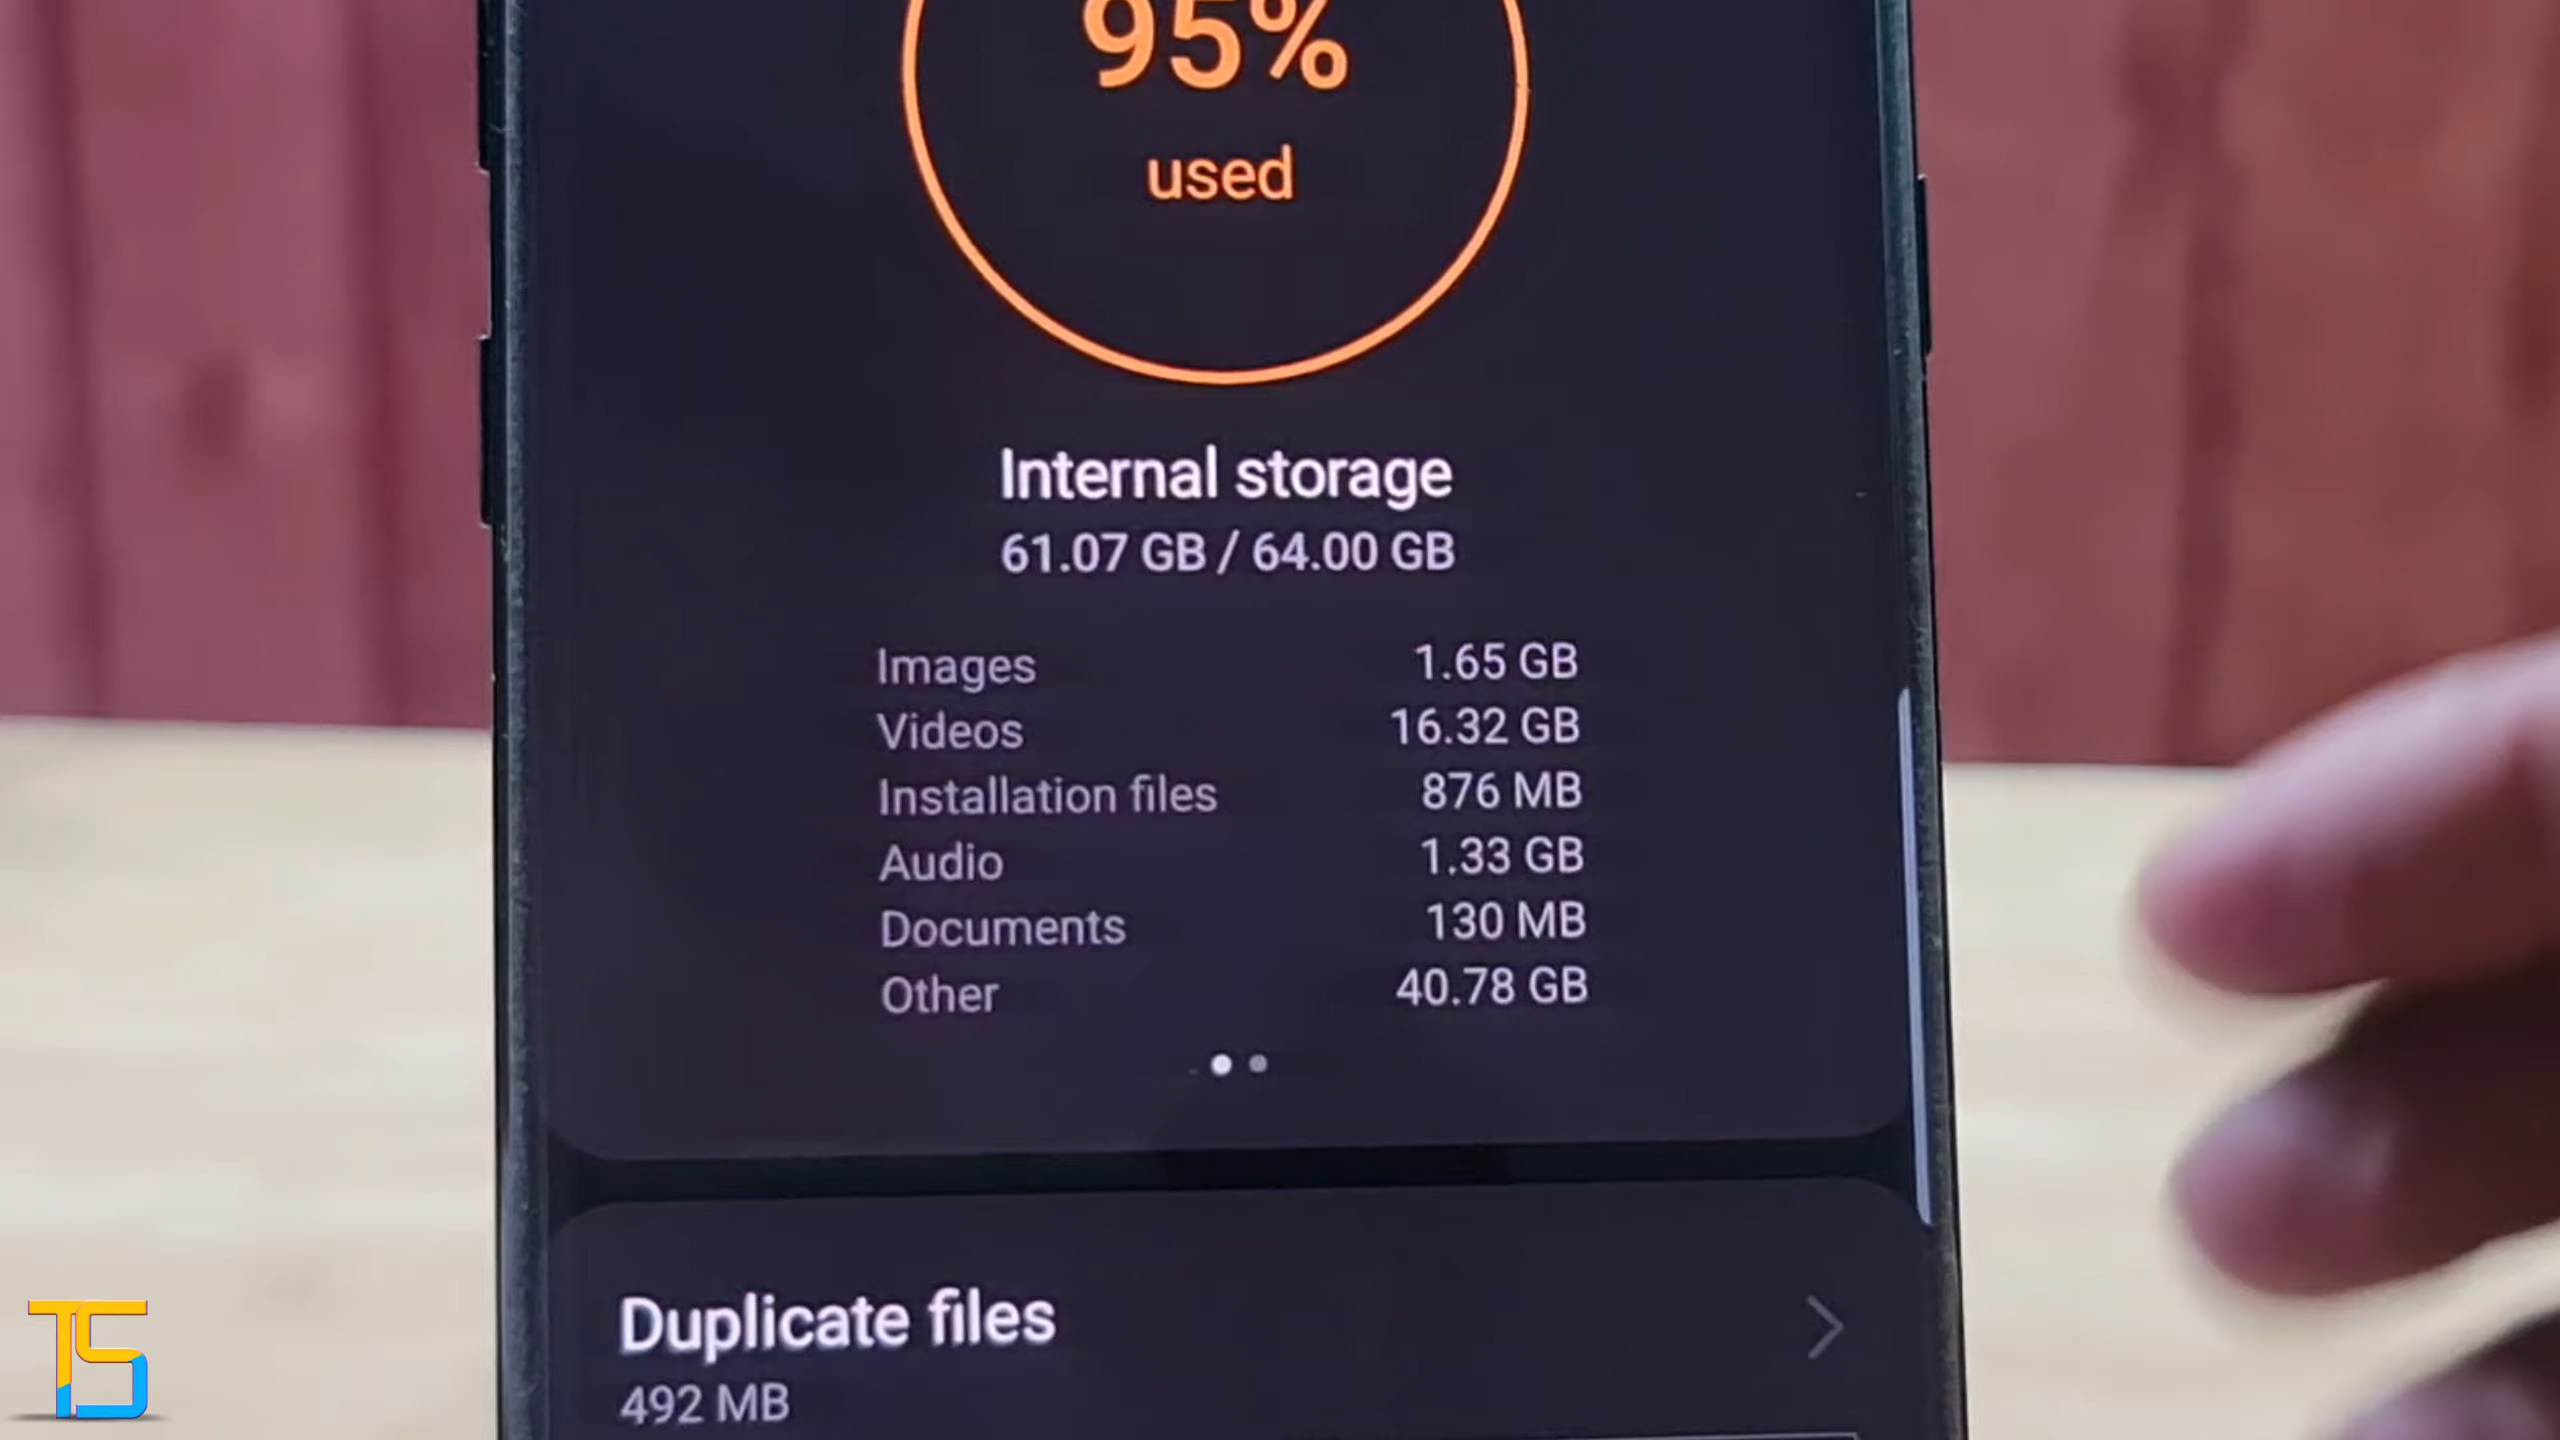 95%
used
Internal storage
61.07 GB / 64.00 GB
Images 1.65 GB
Videos 16.32 GB
Installation files 876 MB
Audio 1.33 GB
Documents 130 MB
Other 40.78 GB
Duplicate files
492 MB
TS